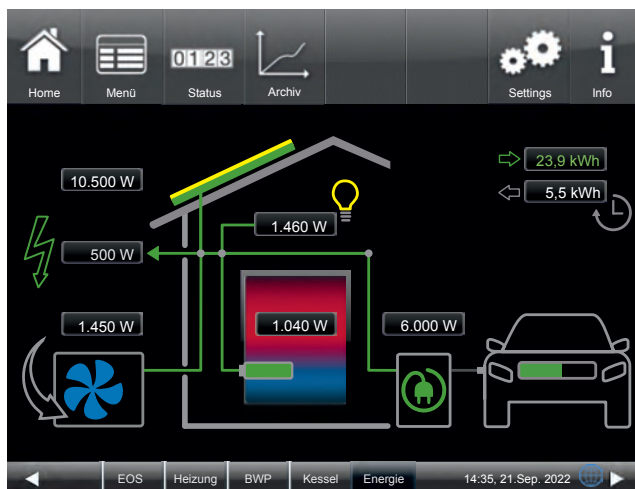 0123
Home Menü Status Archiv Settings Info
10.500 W
23,9 kWh
5,5 kWh
1.460 W
500 W
1.450 W
1.040 W
6.000 W
EOS Heizung BWP Kessel Energie 14:35, 21.Sep. 2022